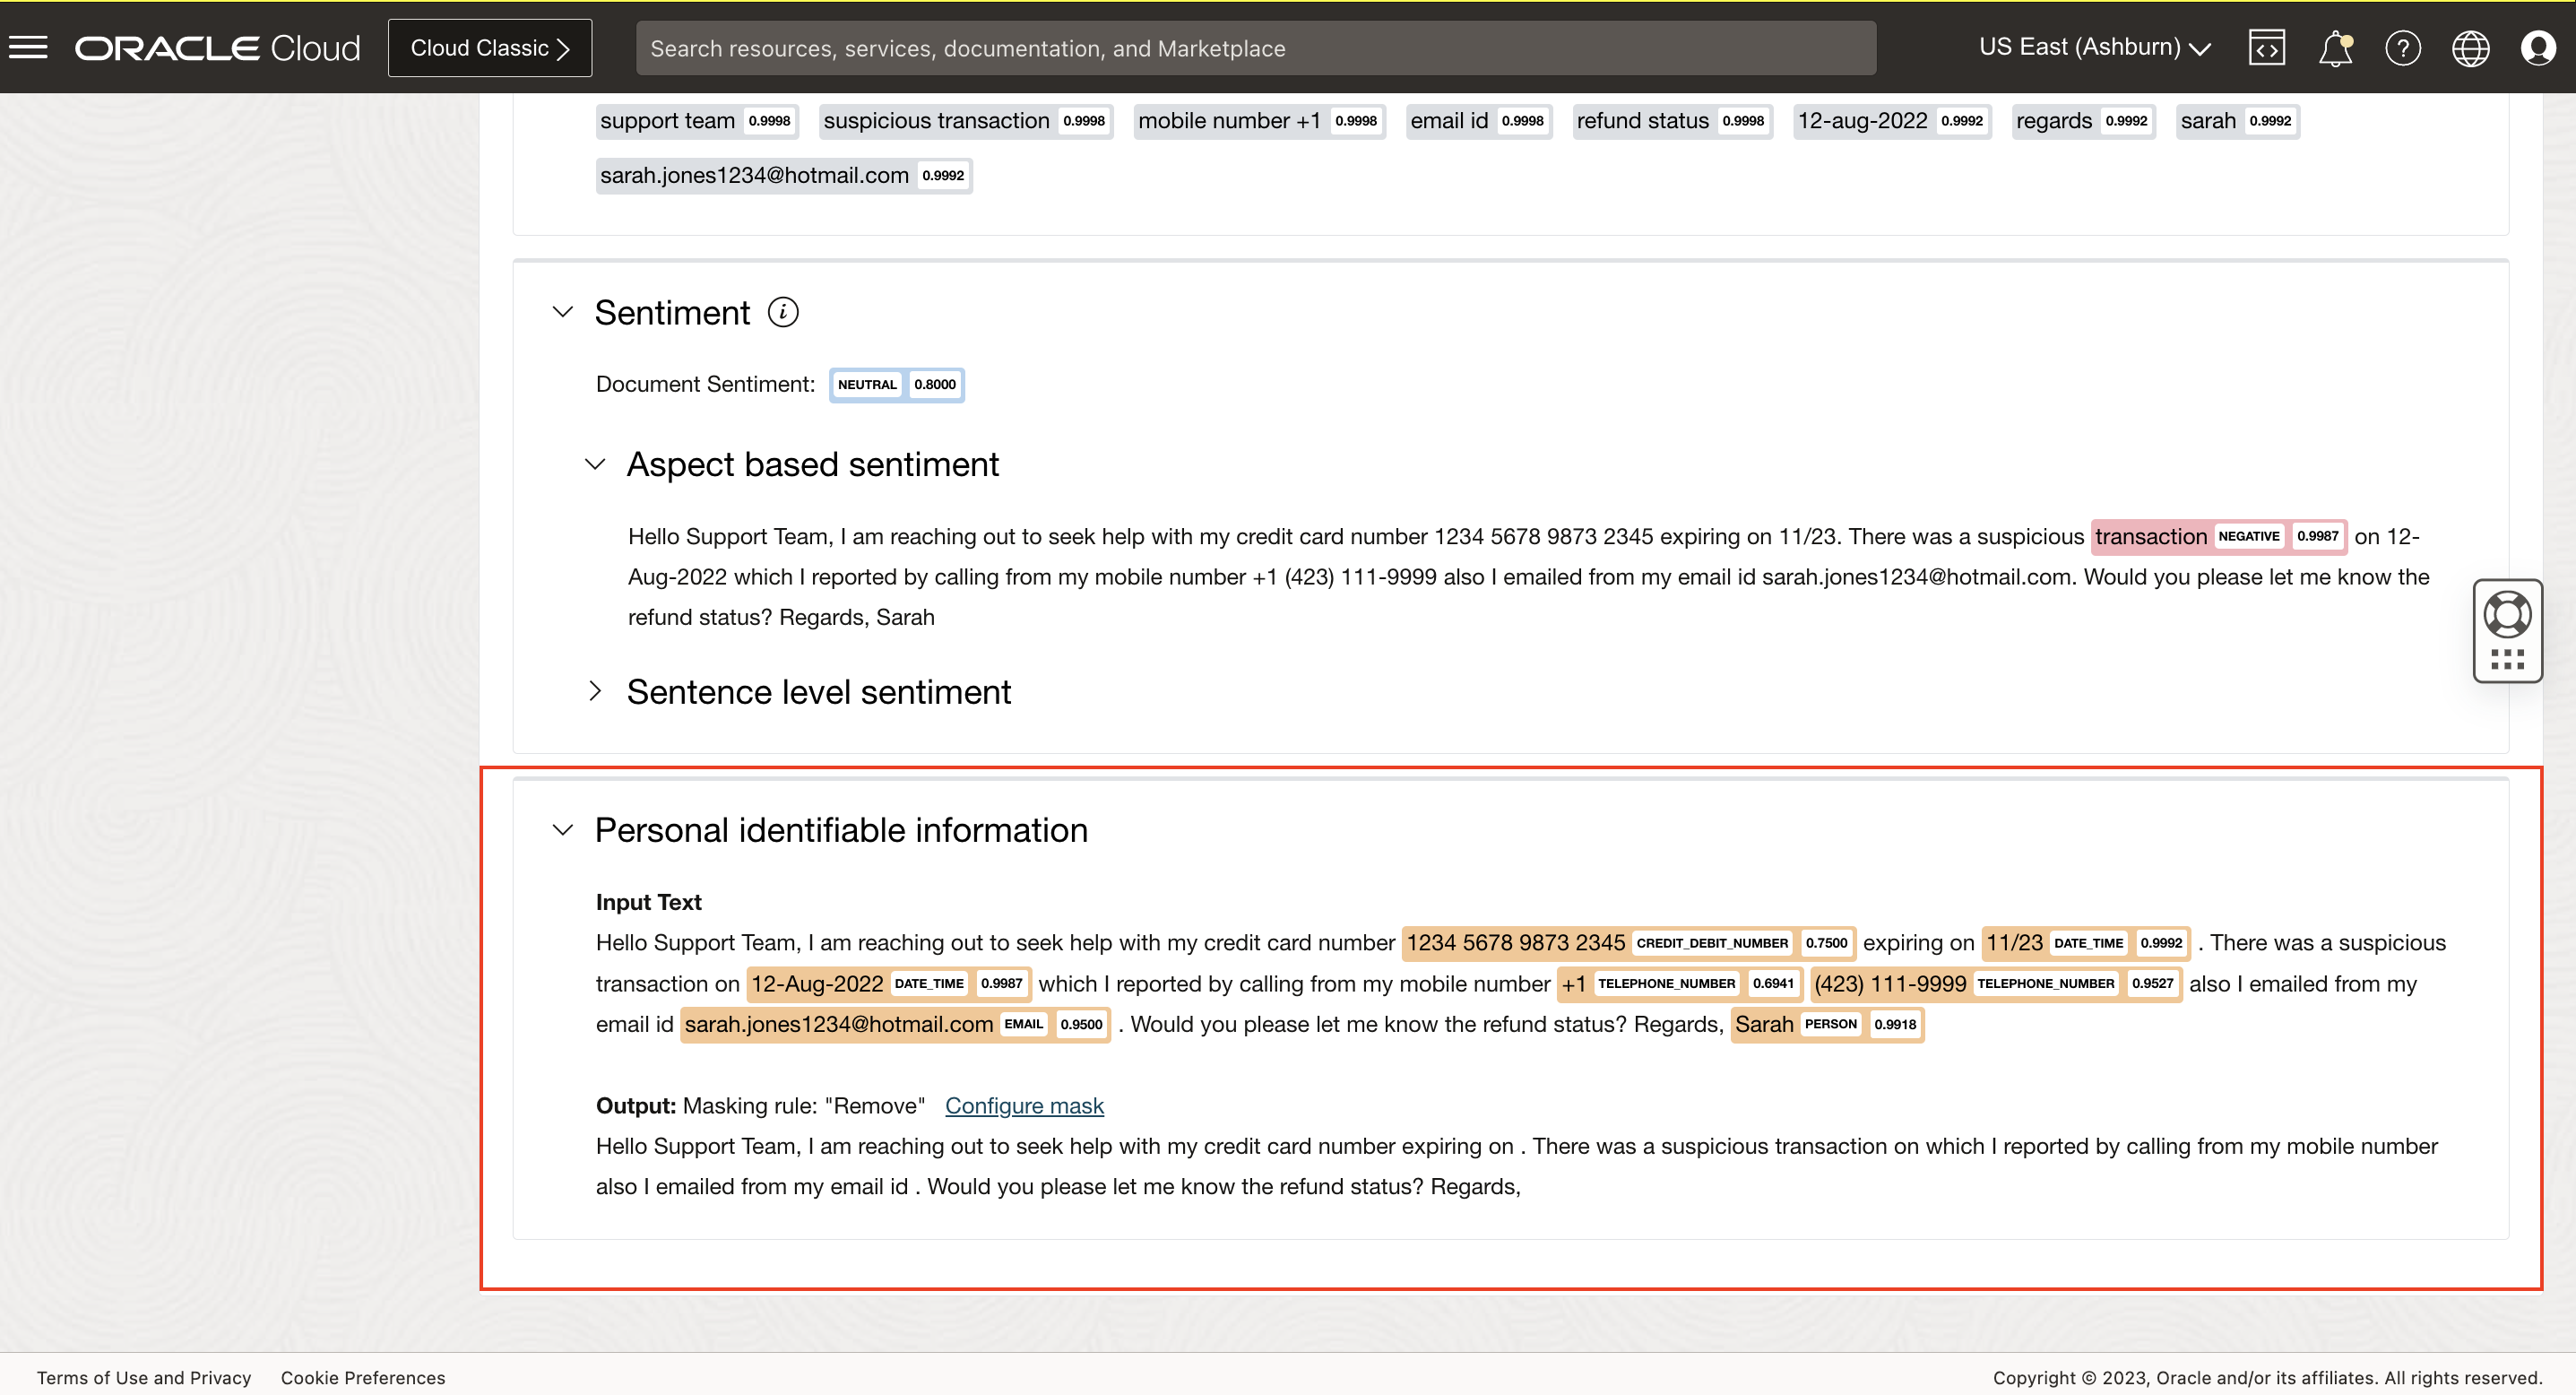 ORACLE Cloud Cloud Classic Search resources, services, documentation, and Marketplace US East (Ashburn)
support team 0.9998 suspicious transaction 0.9998 mobile number +1 0.9998 email id 0.9998 refund status 0.9998 12-aug-2022 0.9992 regards 0.9992 sarah 0.9992
sarah.jones1234@hotmail.com 0.9992
Sentiment i
Document Sentiment: NEUTRAL 0.8000
Aspect based sentiment
Hello Support Team, I am reaching out to seek help with my credit card number 1234 5678 9873 2345 expiring on 11/23. There was a suspicious transaction NEGATIVE 0.9987 on 12-
Aug-2022 which I reported by calling from my mobile number +1 (423) 111-9999 also I emailed from my email id sarah.jones1234@hotmail.com. Would you please let me know the
refund status? Regards, Sarah
Sentence level sentiment
Personal identifiable information
Input Text
Hello Support Team, I am reaching out to seek help with my credit card number 1234 5678 9873 2345 CREDIT_DEBIT_NUMBER 0.7500 expiring on 11/23 DATE_TIME 0.9992 . There was a suspicious
transaction on 12-Aug-2022 DATE_TIME 0.9987 which I reported by calling from my mobile number +1 TELEPHONE_NUMBER 0.6941 (423) 111-9999 TELEPHONE_NUMBER 0.9527 also I emailed from my
email id sarah.jones1234@hotmail.com EMAIL 0.9500 . Would you please let me know the refund status? Regards, Sarah PERSON 0.9918
Output: Masking rule: "Remove" Configure mask
Hello Support Team, I am reaching out to seek help with my credit card number expiring on . There was a suspicious transaction on which I reported by calling from my mobile number
also I emailed from my email id . Would you please let me know the refund status? Regards,
Terms of Use and Privacy Cookie Preferences Copyright © 2023, Oracle and/or its affiliates. All rights reserved.